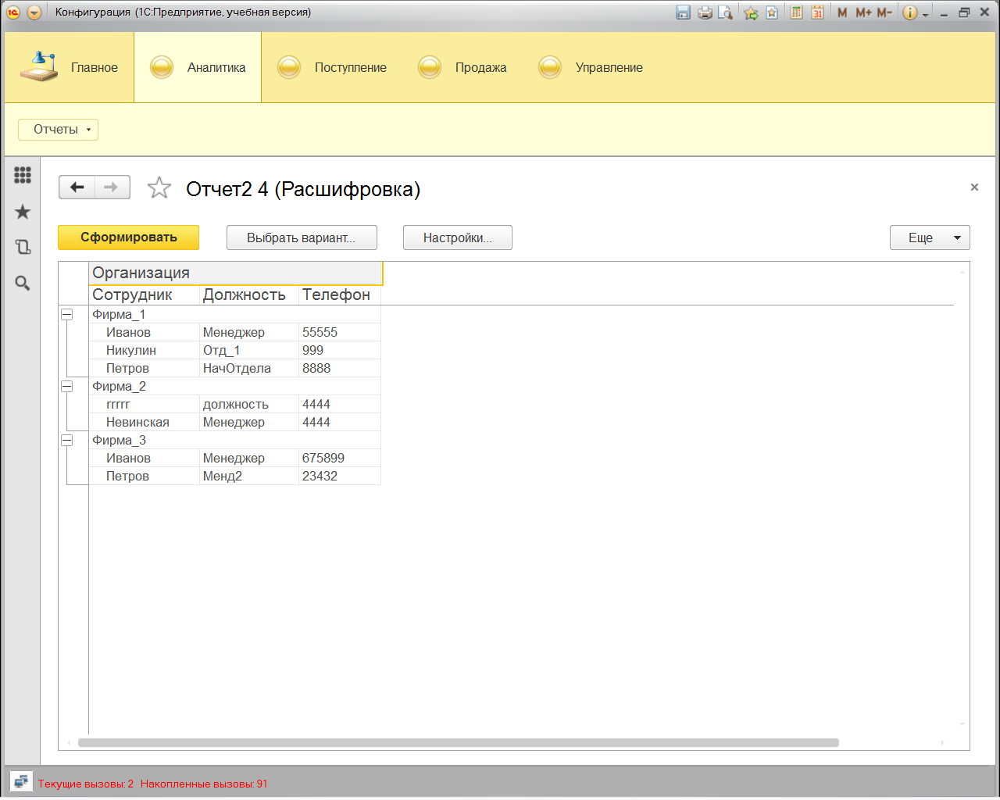 Конфигурация (1С:Предприятие, учебная версия)
31 M M+ M- i
Главное Аналитика Поступление Продажа Управление
Отчеты
Отчет2 4 (Расшифровка)
Сформировать Выбрать вариант... Настройки... Еще
Организация
Сотрудник Должность Телефон
Фирма_1
Иванов Менеджер 55555
Никулин Отд_1 999
Петров НачОтдела 8888
Фирма_2
rrrrr должность 4444
Невинская Менеджер 4444
Фирма_3
Иванов Менеджер 675899
Петров Менд2 23432
Текущие вызовы: 2 Накопленные вызовы: 91